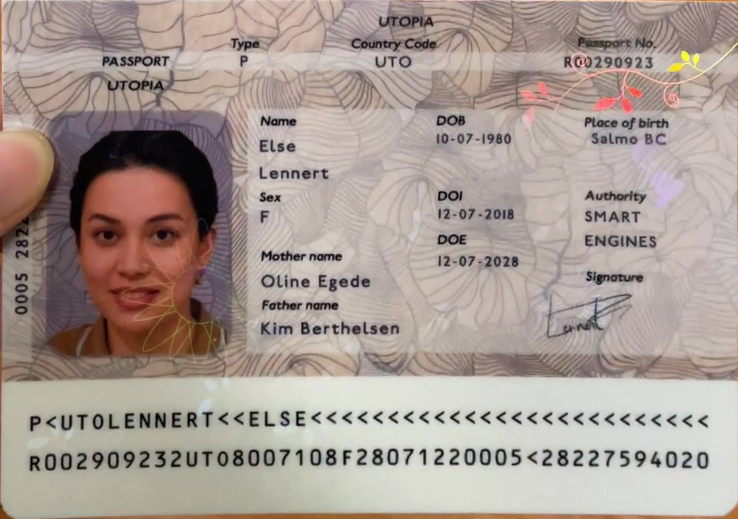 UTOPIA
Type Country Code Passport No.
PASSPORT P UTO R00290923
UTOPIA
Name DOB Place of birth
Else 10-07-1980 Salmo BC
Lennert
Sex DOI Authority
F 12-07-2018 SMART
DOE ENGINES
Mother name 12-07-2028
Oline Egede Signature
Father name
Kim Berthelsen Lennert
0005 282
P<UTOLENNERT<<ELSE<<<<<<<<<<<<<<<<<<<<<<<<<<
R002909232UTO8007108F28071220005<28227594020